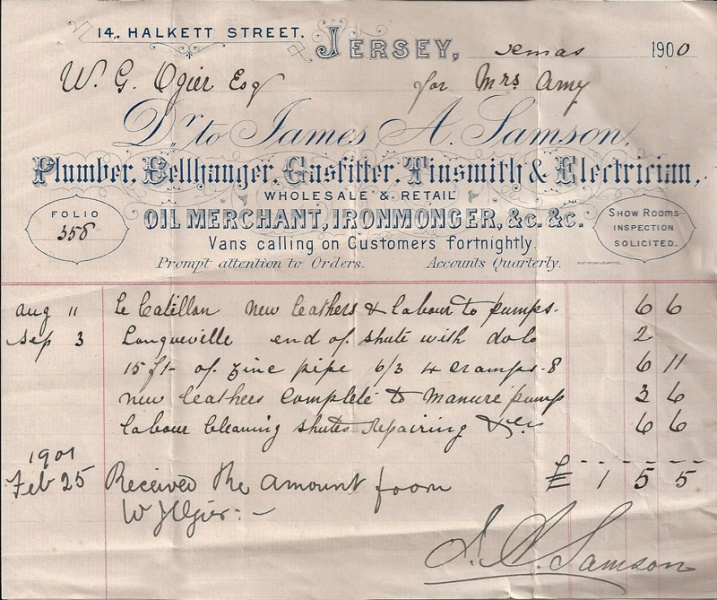 14. HALKETT STREET.
JERSEY, xmas 1900
W. G. Ogier Esq for Mrs Amy
Dr to James A. Samson,
Plumber, Bellhanger, Gasfitter, Tinsmith & Electrician,
WHOLESALE & RETAIL
FOLIO
358
OIL MERCHANT, IRONMONGER, &c. &c.
SHOW ROOMS
INSPECTION
SOLICITED.
Vans calling on Customers fortnightly.
Prompt attention to Orders. Accounts Quarterly.
Aug 11 Le Catillon New leathers & labour to pumps. 6 6
Sep 3 Longueville end of shute with do lo 2
15 ft of zinc pipe 6/3 4 cramps. 8 6 11
New leathers complete to Manure pump 3 6
labour cleaning shutes repairing &c 6 6
1901
Feb 25 Received the amount from £ 1 5 5
W G Ogier:-
J. A. Samson